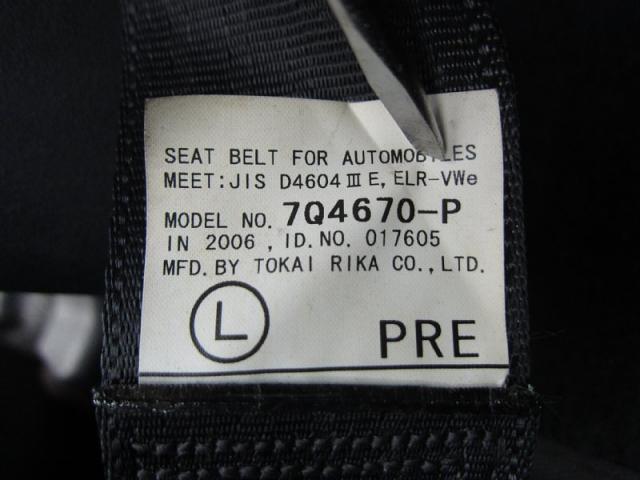 SEAT BELT FOR AUTOMOBILES
MEET:JIS D4604 Ⅲ E, ELR-VWe
MODEL NO. 7Q4670-P
IN 2006 , ID. NO. 017605
MFD. BY TOKAI RIKA CO., LTD.
L PRE